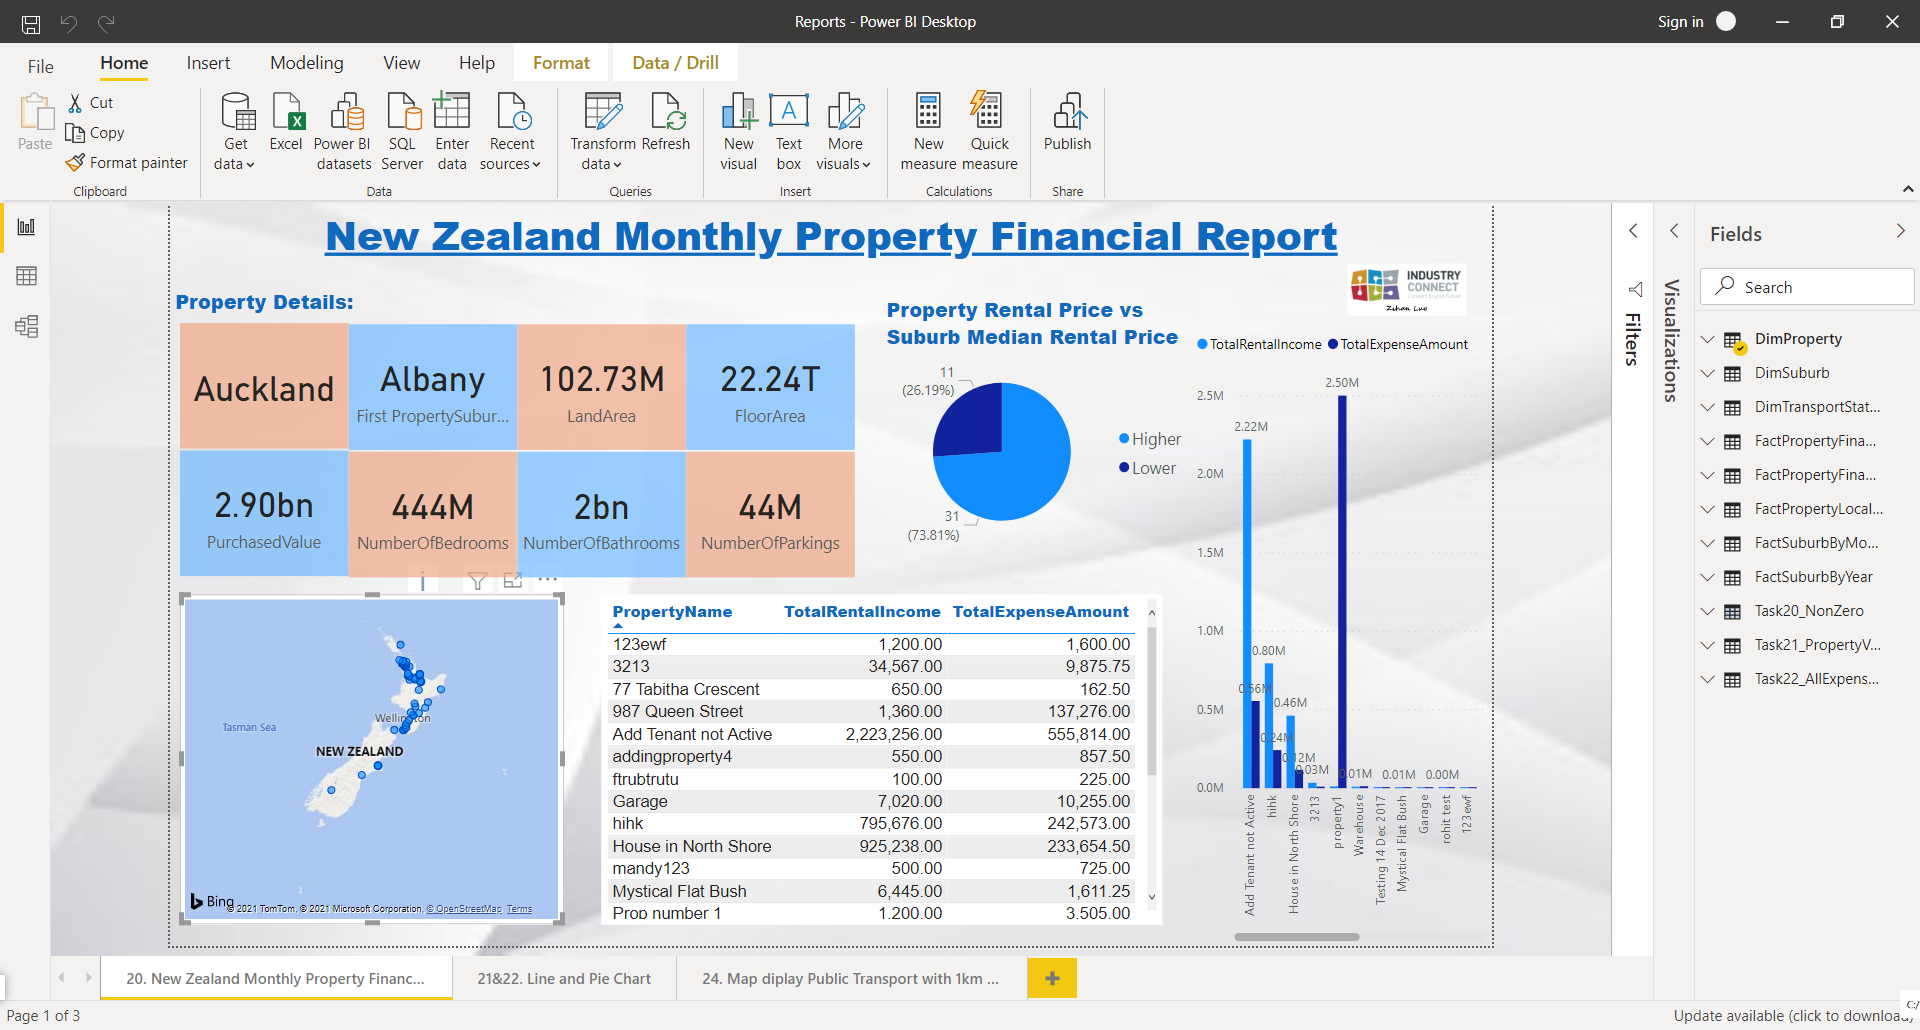 Reports - Power BI Desktop
Sign in
File
Home
Insert
Modeling
View
Help
Format
Data / Drill
Paste
Cut
Copy
Format painter
Clipboard
Get data
Excel
Power BI datasets
SQL Server
Enter data
Recent sources
Data
Transform data
Refresh
Queries
New visual
Text box
More visuals
Insert
New measure
Quick measure
Calculations
Publish
Share
New Zealand Monthly Property Financial Report
INDUSTRY
CONNECT
Connect to your Future
Zihan Luo
Property Details:
Auckland
Albany
First PropertySubur...
102.73M
LandArea
22.24T
FloorArea
2.90bn
PurchasedValue
444M
NumberOfBedrooms
2bn
NumberOfBathrooms
44M
NumberOfParkings
Property Rental Price vs
Suburb Median Rental Price
11
(26.19%)
31
(73.81%)
Higher
Lower
TotalRentalIncome TotalExpenseAmount
2.5M
2.0M
1.5M
1.0M
0.5M
0.0M
2.22M
0.56M
0.80M
0.24M
0.46M
0.12M
0.03M
2.50M
0.01M
0.01M
0.00M
Add Tenant not Active
hihk
House in North Shore
3213
property1
Warehouse
Testing 14 Dec 2017
Mystical Flat Bush
Garage
rohit test
123ewf
Tasman Sea
Wellington
NEW ZEALAND
Bing
© 2021 TomTom, © 2021 Microsoft Corporation, © OpenStreetMap Terms
PropertyName TotalRentalIncome TotalExpenseAmount
123ewf 1,200.00 1,600.00
3213 34,567.00 9,875.75
77 Tabitha Crescent 650.00 162.50
987 Queen Street 1,360.00 137,276.00
Add Tenant not Active 2,223,256.00 555,814.00
addingproperty4 550.00 857.50
ftrubtrutu 100.00 225.00
Garage 7,020.00 10,255.00
hihk 795,676.00 242,573.00
House in North Shore 925,238.00 233,654.50
mandy123 500.00 725.00
Mystical Flat Bush 6,445.00 1,611.25
Prop number 1 1,200.00 3,505.00
Filters
Visualizations
Fields
Search
DimProperty
DimSuburb
DimTransportStat...
FactPropertyFina...
FactPropertyFina...
FactPropertyLocal...
FactSuburbByMo...
FactSuburbByYear
Task20_NonZero
Task21_PropertyV...
Task22_AllExpens...
20. New Zealand Monthly Property Financ...
21&22. Line and Pie Chart
24. Map diplay Public Transport with 1km ...
Page 1 of 3
Update available (click to download)
C:/